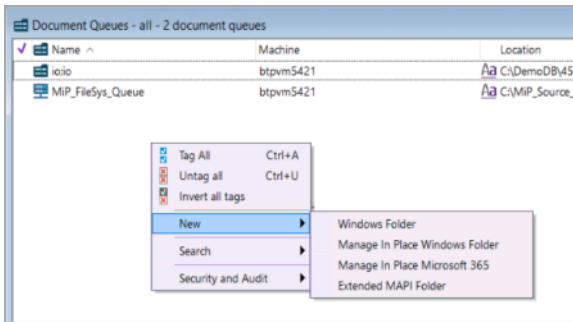 Document Queues - all - 2 document queues
Name Machine Location
io:io btpvm5421 Aa C:\DemoDB\45
MiP_FileSys_Queue btpvm5421 Aa C:\MiP_Source_
Tag All Ctrl+A
Untag all Ctrl+U
Invert all tags
New
Windows Folder
Search
Manage In Place Windows Folder
Manage In Place Microsoft 365
Security and Audit
Extended MAPI Folder